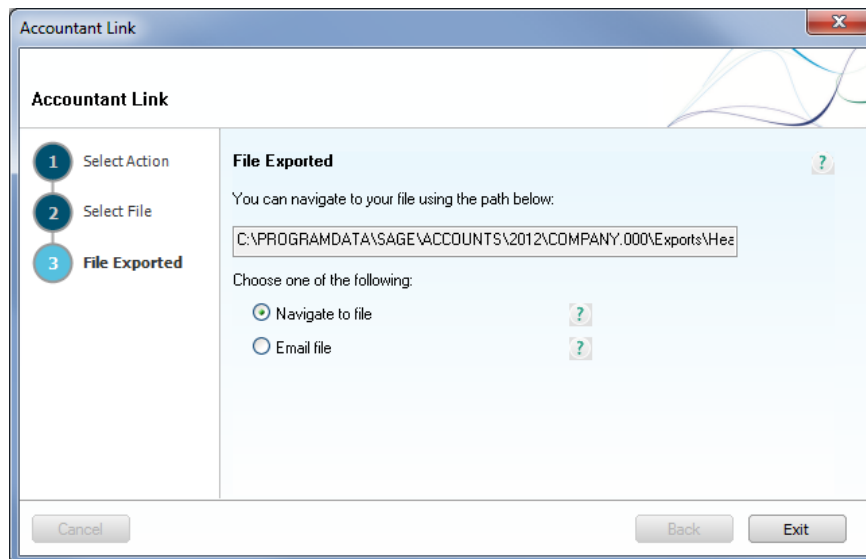 Accountant Link
Accountant Link
1 Select Action
2 Select File
3 File Exported
File Exported
?
You can navigate to your file using the path below:
C:\PROGRAMDATA\SAGE\ACCOUNTS\2012\COMPANY.000\Exports\Hea
Choose one of the following:
Navigate to file ?
Email file ?
Cancel
Back
Exit